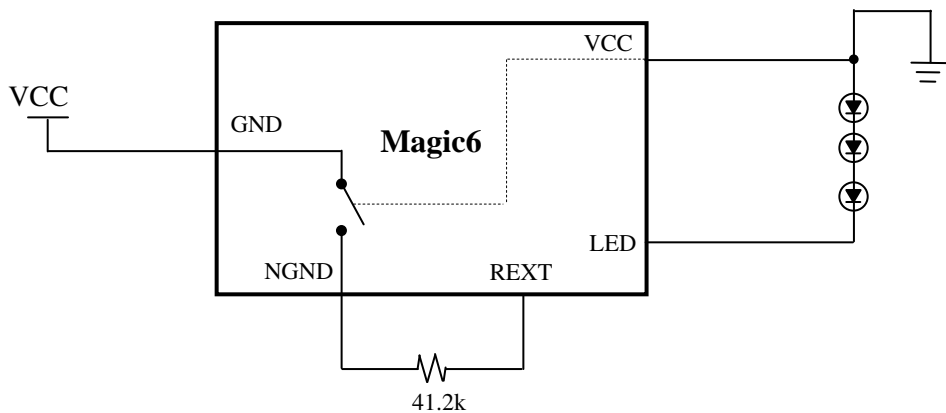 VCC
VCC
GND
Magic6
LED
NGND
REXT
41.2k